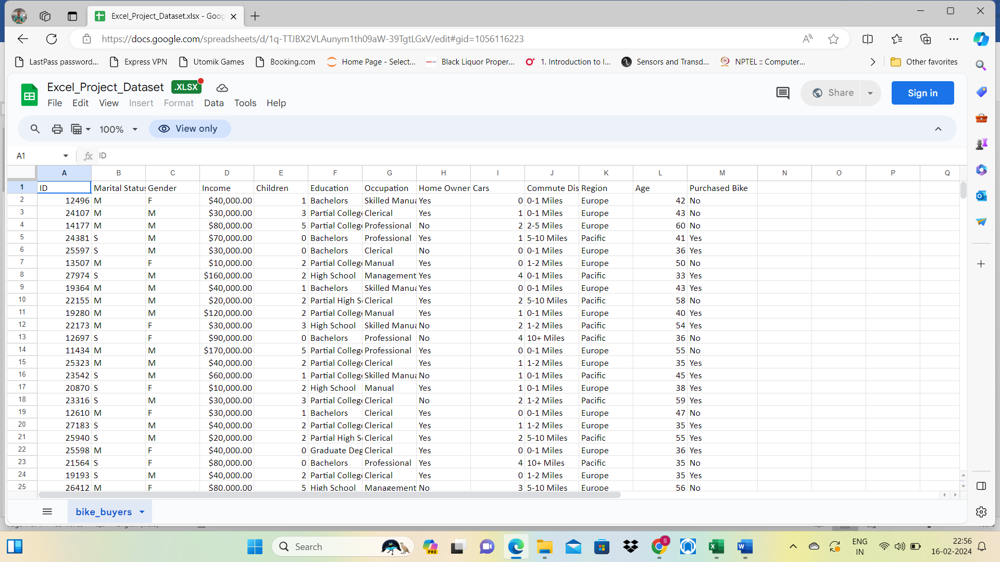 Excel_Project_Dataset.xlsx - Goog
https://docs.google.com/spreadsheets/d/1q-TTJBX2VLAunym1th09aW-39TgtLGxV/edit#gid=1056116223
LastPass password... Express VPN Utomik Games Booking.com Home Page - Select... Black Liquor Proper... 1. Introduction to I... Sensors and Transd... NPTEL :: Computer... Other favorites
Excel_Project_Dataset .XLSX
File Edit View Insert Format Data Tools Help
Share Sign in
100% View only
A1 fx ID
A B C D E F G H I J K L M N O P Q
1 ID Marital Status Gender Income Children Education Occupation Home Owner Cars Commute Dis Region Age Purchased Bike
2 12496 M F $40,000.00 1 Bachelors Skilled Manua Yes 0 0-1 Miles Europe 42 No
3 24107 M M $30,000.00 3 Partial College Clerical Yes 1 0-1 Miles Europe 43 No
4 14177 M M $80,000.00 5 Partial College Professional No 2 2-5 Miles Europe 60 No
5 24381 S M $70,000.00 0 Bachelors Professional Yes 1 5-10 Miles Pacific 41 Yes
6 25597 S M $30,000.00 0 Bachelors Clerical No 0 0-1 Miles Europe 36 Yes
7 13507 M F $10,000.00 2 Partial College Manual Yes 0 1-2 Miles Europe 50 No
8 27974 S M $160,000.00 2 High School Management Yes 4 0-1 Miles Pacific 33 Yes
9 19364 M M $40,000.00 1 Bachelors Skilled Manua Yes 0 0-1 Miles Europe 43 Yes
10 22155 M M $20,000.00 2 Partial High S Clerical Yes 2 5-10 Miles Pacific 58 No
11 19280 M M $120,000.00 2 Partial College Manual Yes 1 0-1 Miles Europe 40 Yes
12 22173 M F $30,000.00 3 High School Skilled Manua No 2 1-2 Miles Pacific 54 Yes
13 12697 S F $90,000.00 0 Bachelors Professional No 4 10+ Miles Pacific 36 No
14 11434 M M $170,000.00 5 Partial College Professional Yes 0 0-1 Miles Europe 55 No
15 25323 M M $40,000.00 2 Partial College Clerical Yes 1 1-2 Miles Europe 35 Yes
16 23542 S M $60,000.00 1 Partial College Skilled Manua No 1 0-1 Miles Pacific 45 Yes
17 20870 S F $10,000.00 2 High School Manual Yes 1 0-1 Miles Europe 38 Yes
18 23316 S M $30,000.00 3 Partial College Clerical No 2 1-2 Miles Pacific 59 Yes
19 12610 M F $30,000.00 1 Bachelors Clerical Yes 0 0-1 Miles Europe 47 No
20 27183 S M $40,000.00 2 Partial College Clerical Yes 1 1-2 Miles Europe 35 Yes
21 25940 S M $20,000.00 2 Partial High S Clerical Yes 2 5-10 Miles Pacific 55 Yes
22 25598 M F $40,000.00 0 Graduate Deg Clerical Yes 0 0-1 Miles Europe 36 Yes
23 21564 S F $80,000.00 0 Bachelors Professional Yes 4 10+ Miles Pacific 35 No
24 19193 S M $40,000.00 2 Partial College Clerical Yes 0 1-2 Miles Europe 35 Yes
25 26412 M F $80,000.00 5 High School Management No 3 5-10 Miles Europe 56 No
bike_buyers
Search
PRE
S
ENG
IN
22:56
16-02-2024